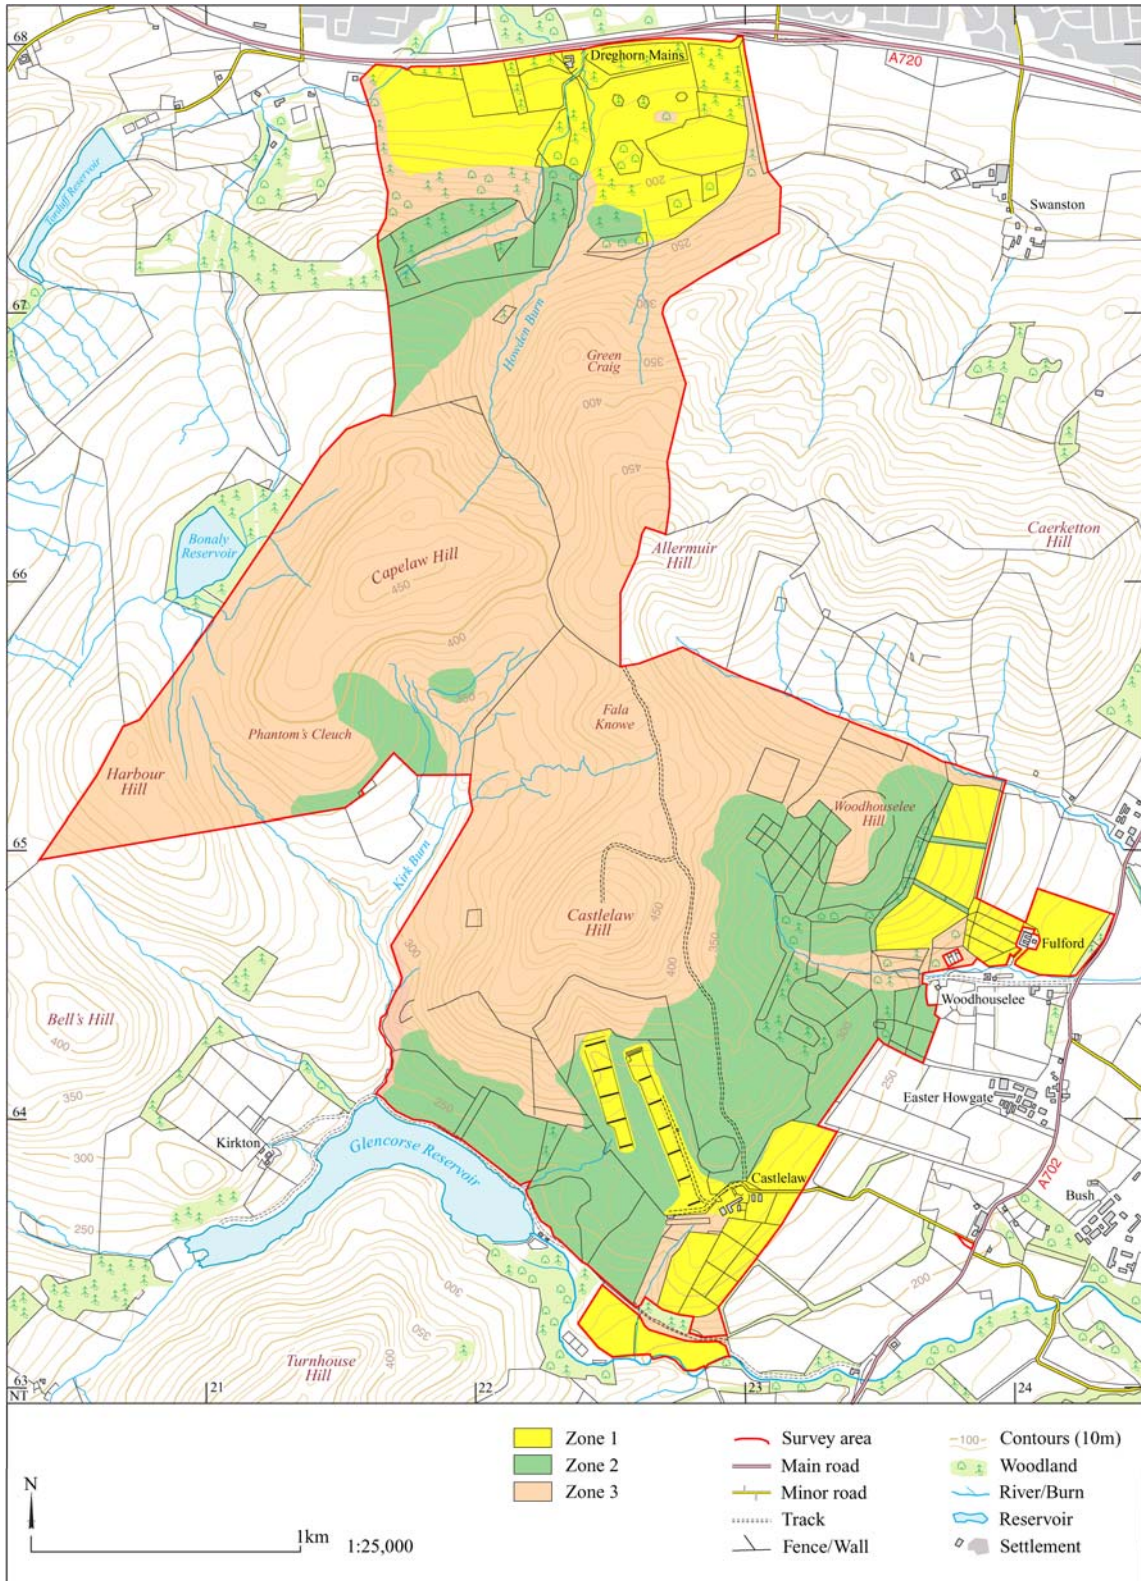 68
Dreghorn Mains
A720
Torduff Reservoir
200
Swanston
250
67
Howden Burn
300
Green
Craig
350
400
450
Bonaly
Reservoir
Allermuir
Hill
Caerketton
Hill
66
Capelaw Hill
450
400
350
Fala
Knowe
Phantom's Cleuch
Harbour
Hill
Woodhouselee
Hill
65
Kirk Burn
Castlelaw
Hill
450
350
400
300
Fulford
Woodhouselee
Bell's Hill
400
350
300
250
Easter Howgate
64
250
Kirkton
Glencorse Reservoir
300
250
Castlelaw
A702
Bush
200
300
350
400
Turnhouse
Hill
63
NT
21
22
23
24
Zone 1
Zone 2
Zone 3
Survey area
Main road
Minor road
Track
Fence/Wall
100
Contours (10m)
Woodland
River/Burn
Reservoir
Settlement
N
1km
1:25,000